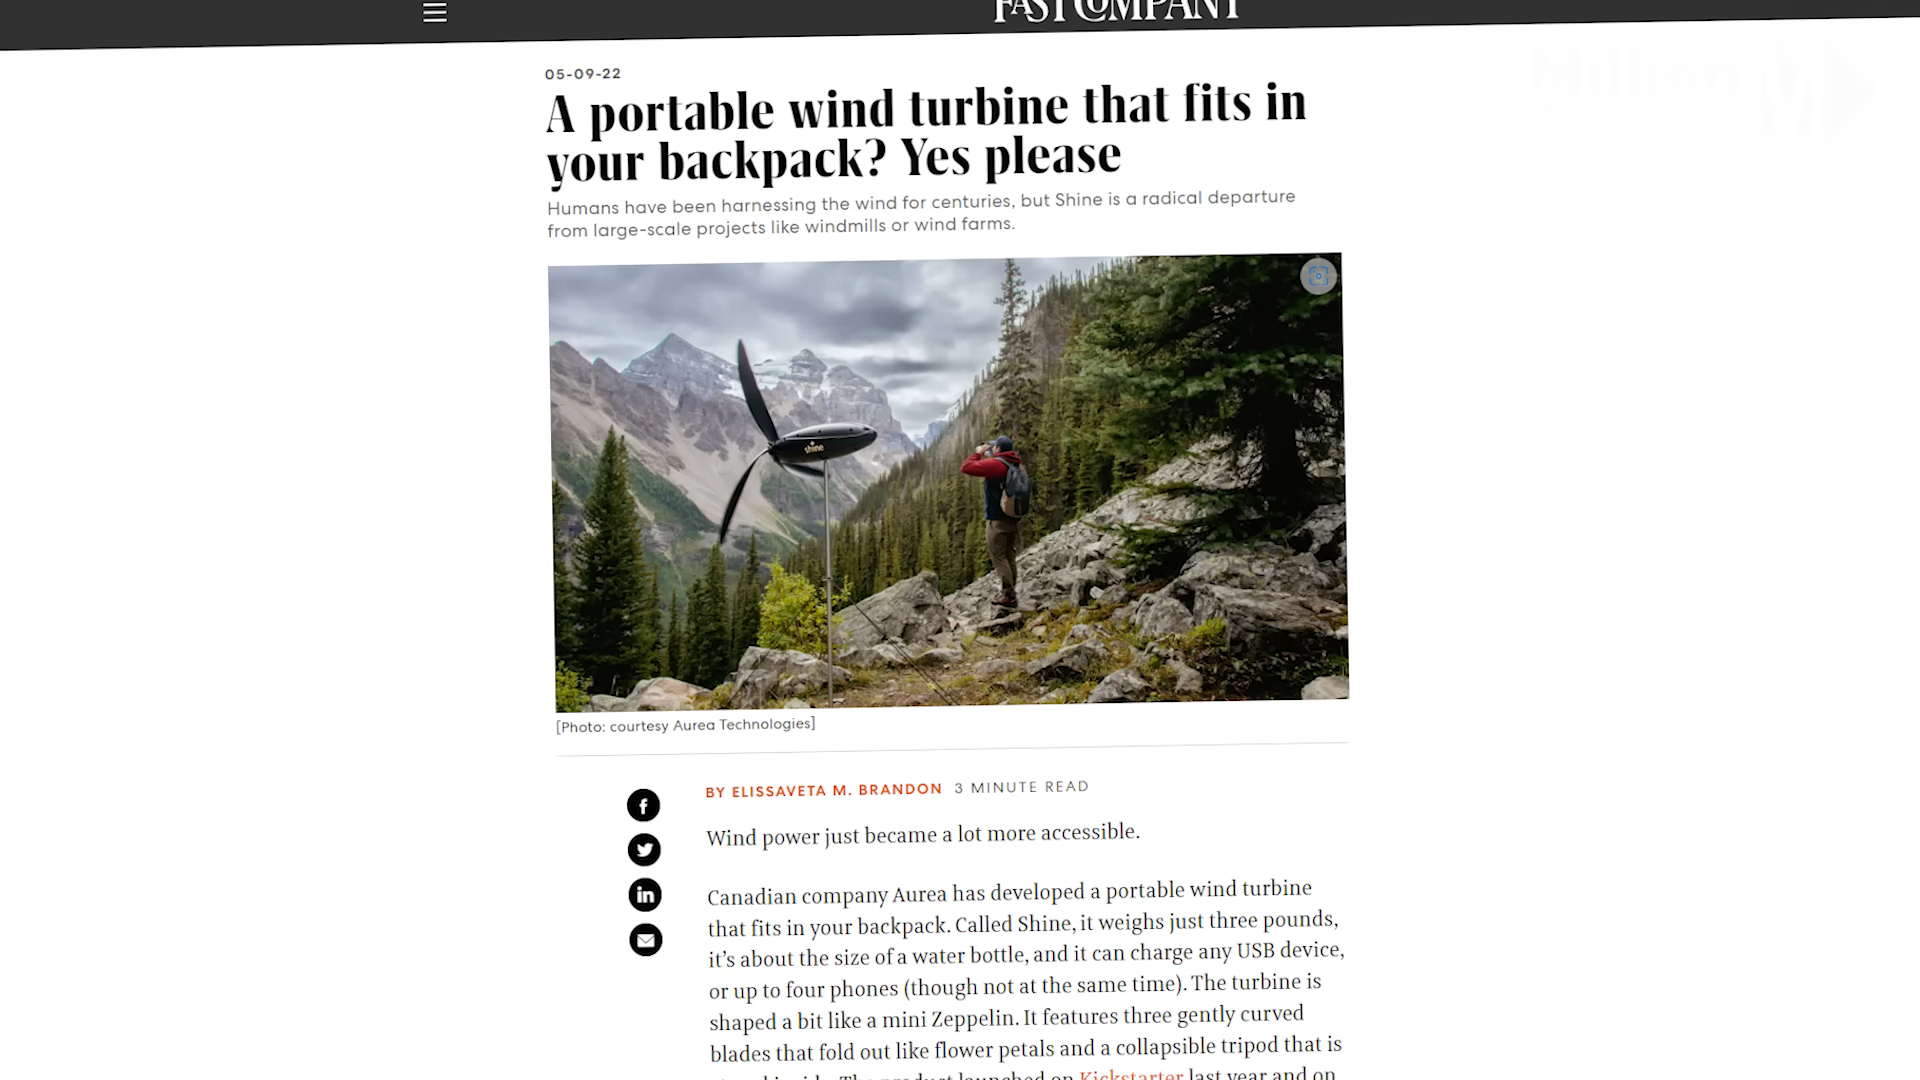 FAST COMPANY
05-09-22
A portable wind turbine that fits in
your backpack? Yes please
Humans have been harnessing the wind for centuries, but Shine is a radical departure
from large-scale projects like windmills or wind farms.
shine
[Photo: courtesy Aurea Technologies]
BY ELISSAVETA M. BRANDON 3 MINUTE READ
Wind power just became a lot more accessible.
Canadian company Aurea has developed a portable wind turbine
that fits in your backpack. Called Shine, it weighs just three pounds,
it’s about the size of a water bottle, and it can charge any USB device,
or up to four phones (though not at the same time). The turbine is
shaped a bit like a mini Zeppelin. It features three gently curved
blades that fold out like flower petals and a collapsible tripod that is
The product launched on Kickstarter last year and on